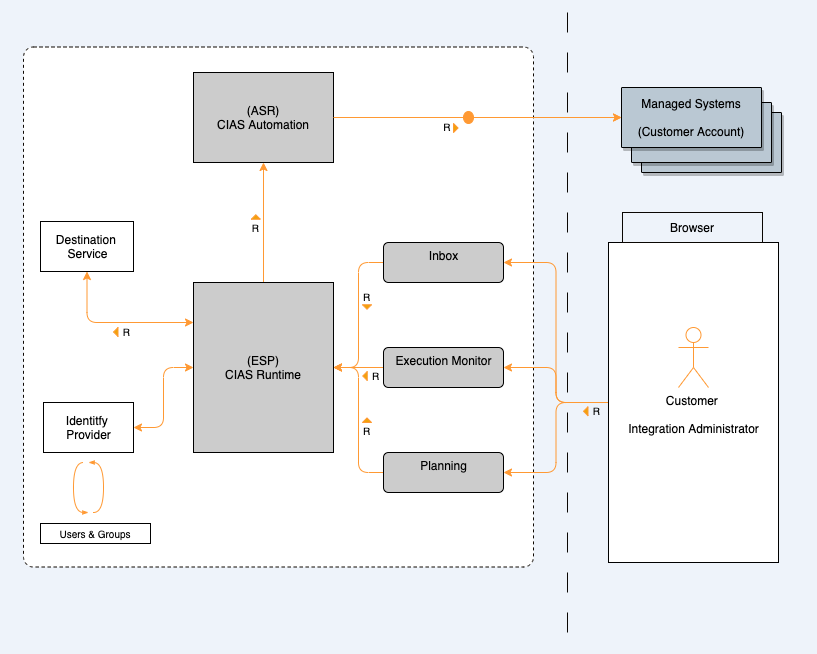 (ASR)
CIAS Automation
R
Managed Systems
(Customer Account)
R
Destination
Service
Browser
Inbox
R
R
(ESP)
CIAS Runtime
Execution Monitor
R
Customer
Integration Administrator
R
Identitfy
Provider
R
Planning
Users & Groups